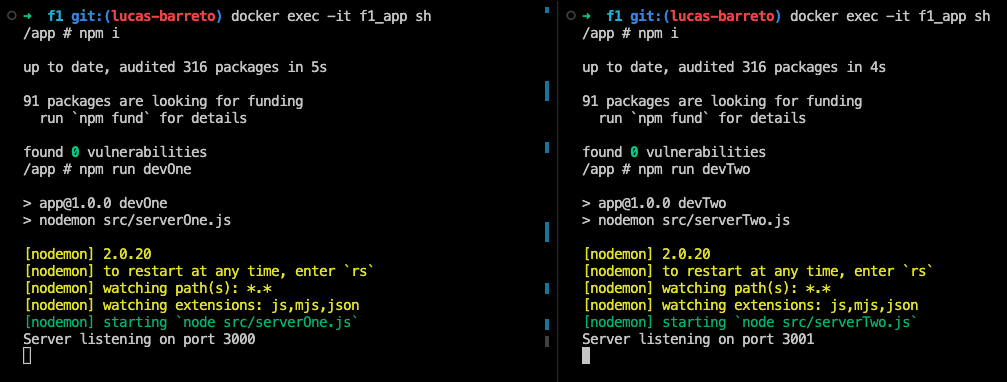 → f1 git:(lucas-barreto) docker exec -it f1_app sh
/app # npm i
up to date, audited 316 packages in 5s
91 packages are looking for funding
run `npm fund` for details
found 0 vulnerabilities
/app # npm run devOne
> app@1.0.0 devOne
> nodemon src/serverOne.js
[nodemon] 2.0.20
[nodemon] to restart at any time, enter `rs`
[nodemon] watching path(s): *.*
[nodemon] watching extensions: js,mjs,json
[nodemon] starting `node src/serverOne.js`
Server listening on port 3000
→ f1 git:(lucas-barreto) docker exec -it f1_app sh
/app # npm i
up to date, audited 316 packages in 4s
91 packages are looking for funding
run `npm fund` for details
found 0 vulnerabilities
/app # npm run devTwo
> app@1.0.0 devTwo
> nodemon src/serverTwo.js
[nodemon] 2.0.20
[nodemon] to restart at any time, enter `rs`
[nodemon] watching path(s): *.*
[nodemon] watching extensions: js,mjs,json
[nodemon] starting `node src/serverTwo.js`
Server listening on port 3001